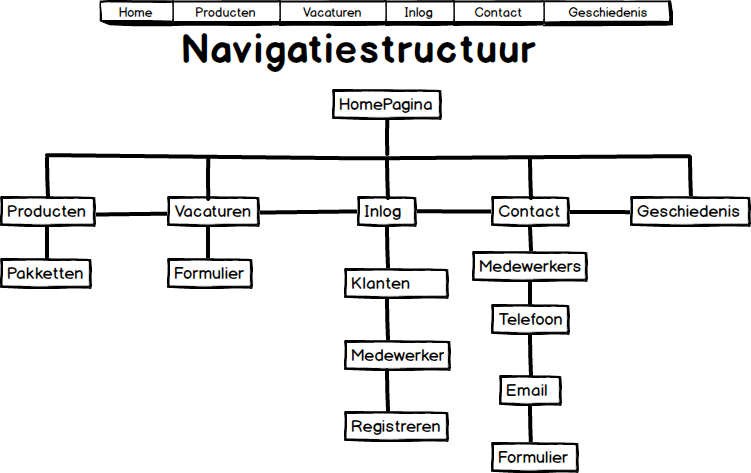 Home Producten Vacaturen Inlog Contact Geschiedenis
Navigatiestructuur
HomePagina
Producten Vacaturen Inlog Contact Geschiedenis
Pakketten Formulier Klanten Medewerkers
Telefoon
Medewerker
Email
Registreren
Formulier